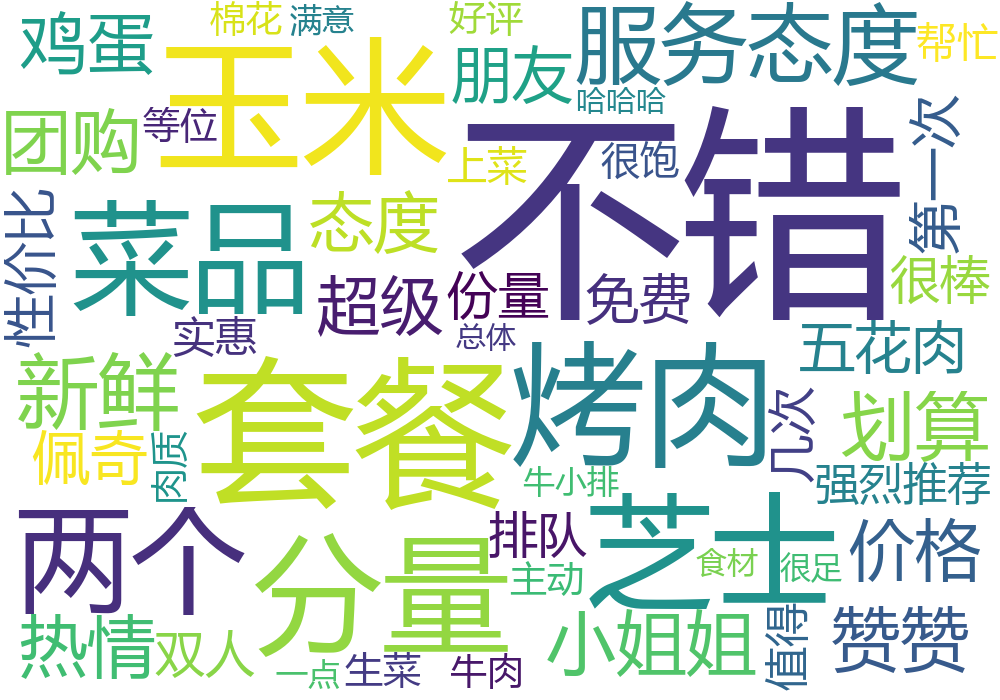 棉花
满意
好评
鸡蛋
玉米
朋友
服务态度
帮忙
哈哈哈
团购
等位
不错
第一次
上菜
很饱
性价比
菜品
态度
超级
份量
免费
很棒
实惠
总体
五花肉
新鲜
套餐
烤肉
几次
划算
佩奇
肉质
牛小排
强烈推荐
两个
分量
排队
芝士
价格
主动
食材
很足
热情
双人
一点
生菜
牛肉
小姐姐
值得
赞赞